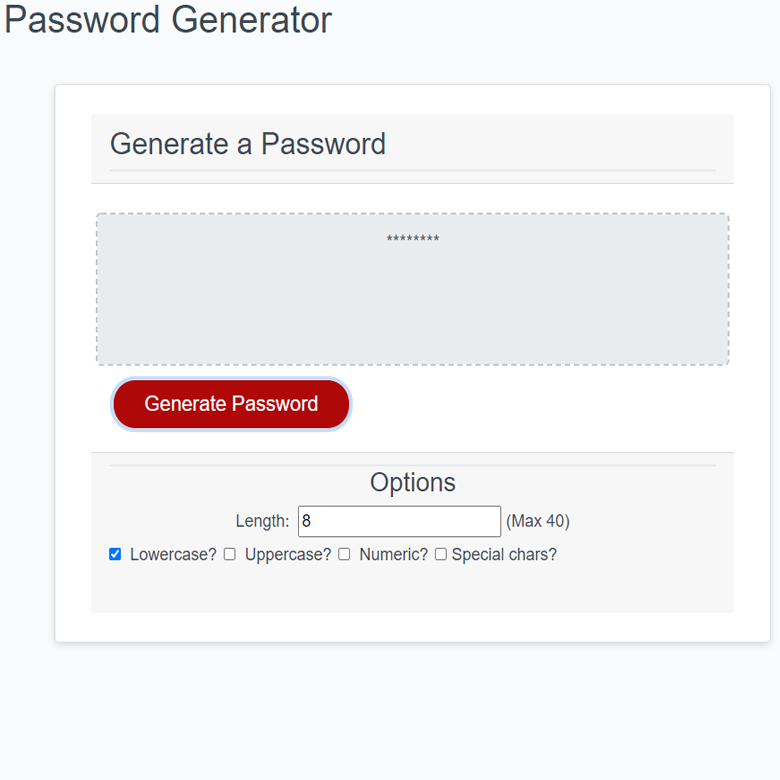 Password Generator
Generate a Password
********
Generate Password
Options
Length: 8 (Max 40)
Lowercase? Uppercase? Numeric? Special chars?